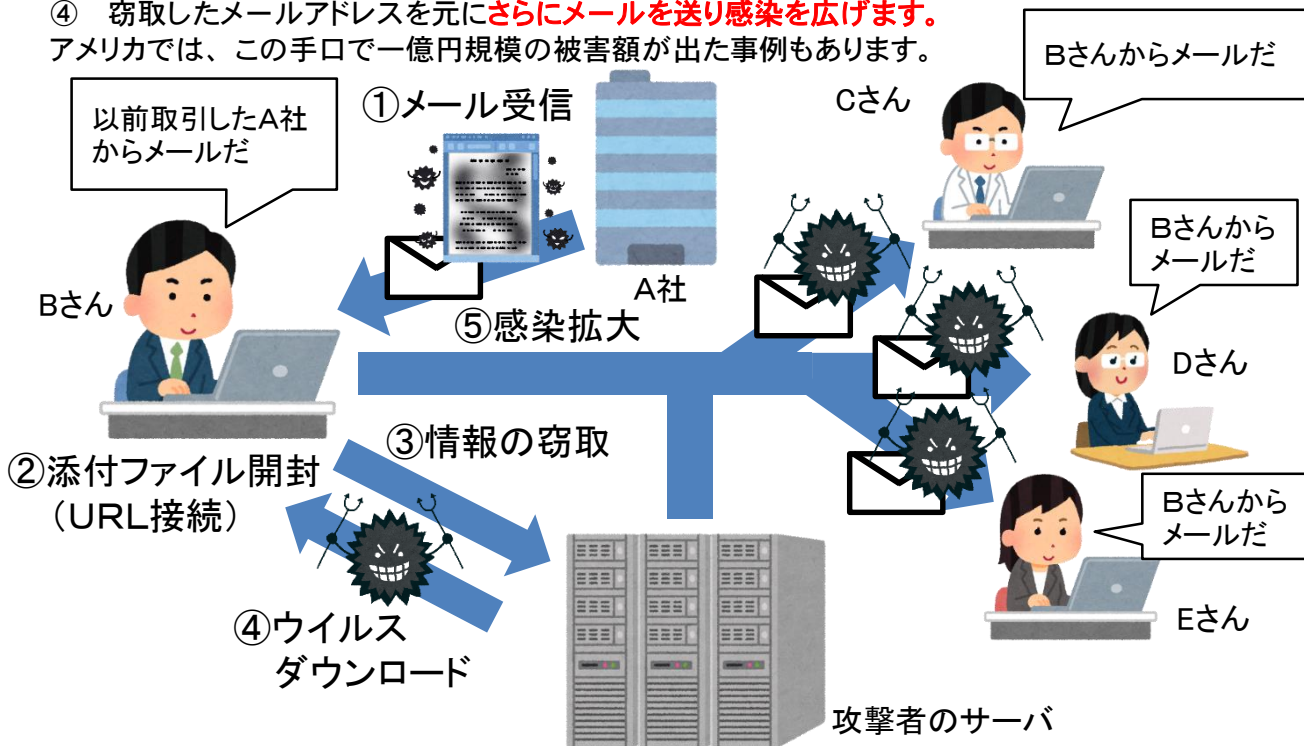 ④ 窃取したメールアドレスを元にさらにメールを送り感染を広げます。
アメリカでは、この手口で一億円規模の被害額が出た事例もあります。
以前取引したA社
からメールだ
①メール受信
A社
Cさん
Bさんからメールだ
Bさんから
メールだ
Bさん
⑤感染拡大
Dさん
②添付ファイル開封
（URL接続）
③情報の窃取
Bさんから
メールだ
Eさん
④ウイルス
ダウンロード
攻撃者のサーバ